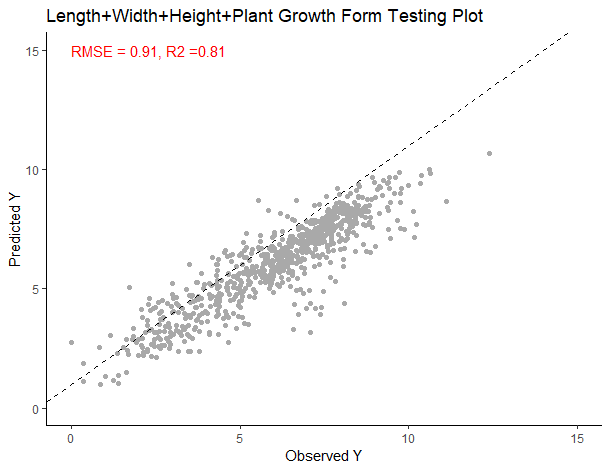 Length+Width+Height+Plant Growth Form Testing Plot
RMSE = 0.91, R2 =0.81
15
10
5
0
Predicted Y
0 5 10 15
Observed Y